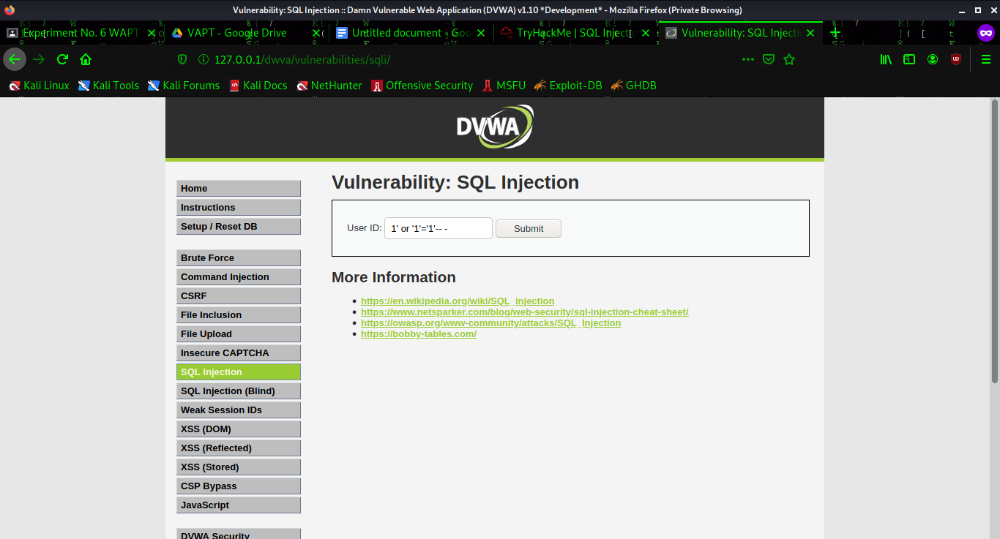 Vulnerability: SQL Injection :: Damn Vulnerable Web Application (DVWA) v1.10 *Development* - Mozilla Firefox (Private Browsing)
Experiment No. 6 WAPT VAPT - Google Drive Untitled document - Goo TryHackMe | SQL Inject Vulnerability: SQL Injecti
127.0.0.1/dvwa/vulnerabilities/sqli/
Kali Linux Kali Tools Kali Forums Kali Docs NetHunter Offensive Security MSFU Exploit-DB GHDB
DVWA
Home
Instructions
Setup / Reset DB
Brute Force
Command Injection
CSRF
File Inclusion
File Upload
Insecure CAPTCHA
SQL Injection
SQL Injection (Blind)
Weak Session IDs
XSS (DOM)
XSS (Reflected)
XSS (Stored)
CSP Bypass
JavaScript
DVWA Security
Vulnerability: SQL Injection
User ID: 1' or '1'='1'-- - Submit
More Information
https://en.wikipedia.org/wiki/SQL_injection
https://www.netsparker.com/blog/web-security/sql-injection-cheat-sheet/
https://owasp.org/www-community/attacks/SQL_Injection
https://bobby-tables.com/